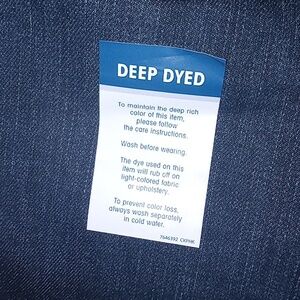 DEEP DYED
To maintain the deep rich
color of this item,
please follow
the care instructions.
Wash before wearing.
The dye used on this
item will rub off on
light-colored fabric
or upholstery.
To prevent color loss,
always wash separately
in cold water.
7646392 CXPHK